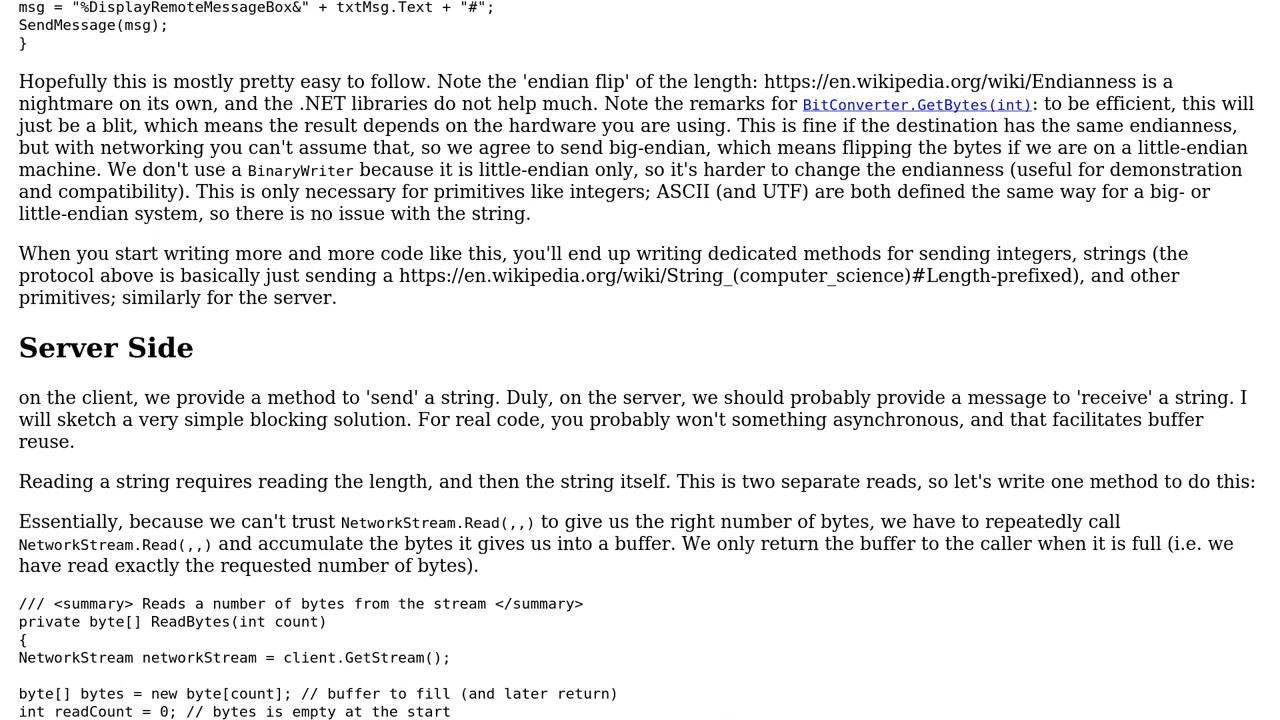 msg = "%DisplayRemoteMessageBox&" + txtMsg.Text + "#";
SendMessage(msg);
}
Hopefully this is mostly pretty easy to follow. Note the 'endian flip' of the length: https://en.wikipedia.org/wiki/Endianness is a
nightmare on its own, and the .NET libraries do not help much. Note the remarks for BitConverter.GetBytes(int): to be efficient, this will
just be a blit, which means the result depends on the hardware you are using. This is fine if the destination has the same endianness,
but with networking you can't assume that, so we agree to send big-endian, which means flipping the bytes if we are on a little-endian
machine. We don't use a BinaryWriter because it is little-endian only, so it's harder to change the endianness (useful for demonstration
and compatibility). This is only necessary for primitives like integers; ASCII (and UTF) are both defined the same way for a big- or
little-endian system, so there is no issue with the string.
When you start writing more and more code like this, you'll end up writing dedicated methods for sending integers, strings (the
protocol above is basically just sending a https://en.wikipedia.org/wiki/String_(computer_science)#Length-prefixed), and other
primitives; similarly for the server.
Server Side
on the client, we provide a method to 'send' a string. Duly, on the server, we should probably provide a message to 'receive' a string. I
will sketch a very simple blocking solution. For real code, you probably won't something asynchronous, and that facilitates buffer
reuse.
Reading a string requires reading the length, and then the string itself. This is two separate reads, so let's write one method to do this:
Essentially, because we can't trust NetworkStream.Read(,,) to give us the right number of bytes, we have to repeatedly call
NetworkStream.Read(,,) and accumulate the bytes it gives us into a buffer. We only return the buffer to the caller when it is full (i.e. we
have read exactly the requested number of bytes).
/// <summary> Reads a number of bytes from the stream </summary>
private byte[] ReadBytes(int count)
{
NetworkStream networkStream = client.GetStream();
byte[] bytes = new byte[count]; // buffer to fill (and later return)
int readCount = 0; // bytes is empty at the start